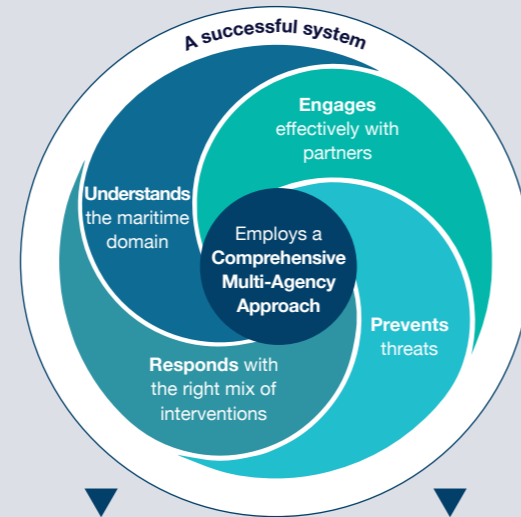 A successful system
Engages
effectively with
partners
Understands
the maritime
domain
Employs a
Comprehensive
Multi-Agency
Approach
Prevents
threats
Responds with
the right mix of
interventions